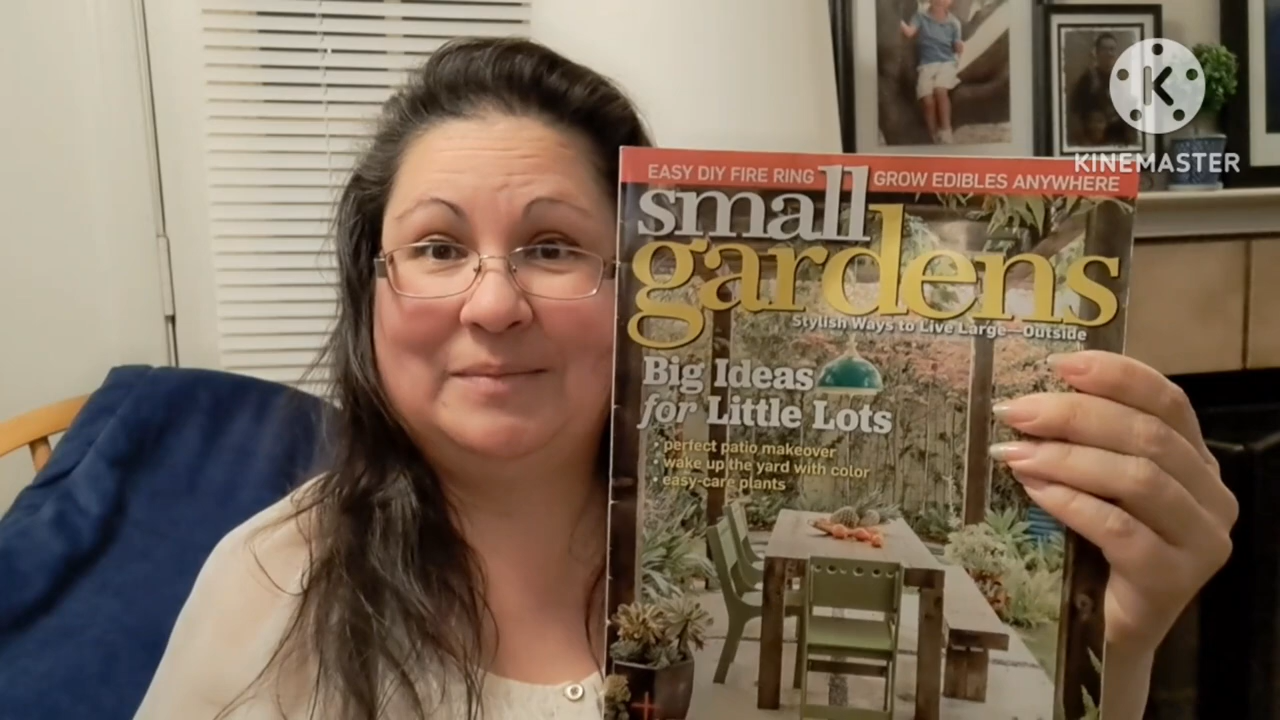 K
KINEMASTER
EASY DIY FIRE RING
GROW EDIBLES ANYWHERE
small
gardens
Stylish Ways to Live Large—Outside
Big Ideas
for Little Lots
• perfect patio makeover
• wake up the yard with color
• easy-care plants